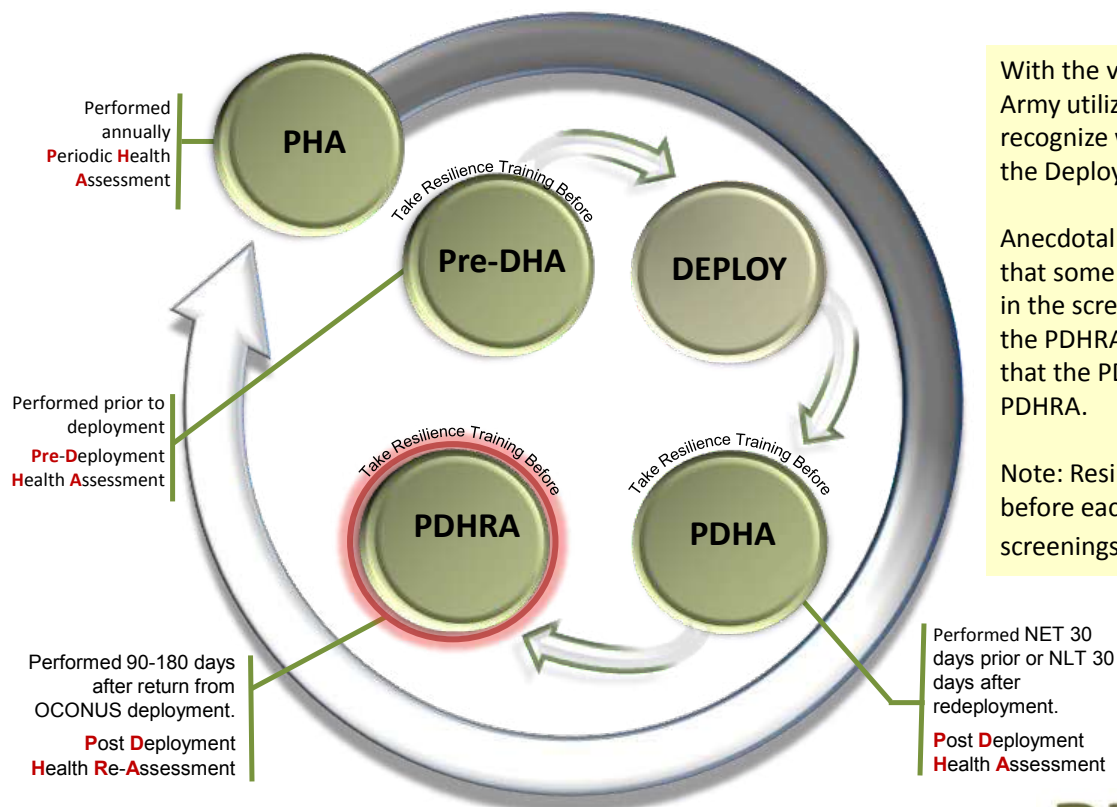 PHA
Performed
annually
Periodic Health
Assessment
Take Resilience Training Before
Pre-DHA
DEPLOY
Performed prior to
deployment
Pre-Deployment
Health Assessment
Take Resilience Training Before
PDHRA
Take Resilience Training Before
PDHA
Performed 90-180 days
after return from
OCONUS deployment.
Post Deployment
Health Re-Assessment
Performed NET 30
days prior or NLT 30
days after
redeployment.
Post Deployment
Health Assessment
With the v
Army utiliz
recognize v
the Deploy
Anecdotal
that some
in the scre
the PDHRA
that the PD
PDHRA.
Note: Resi
before eac
screenings